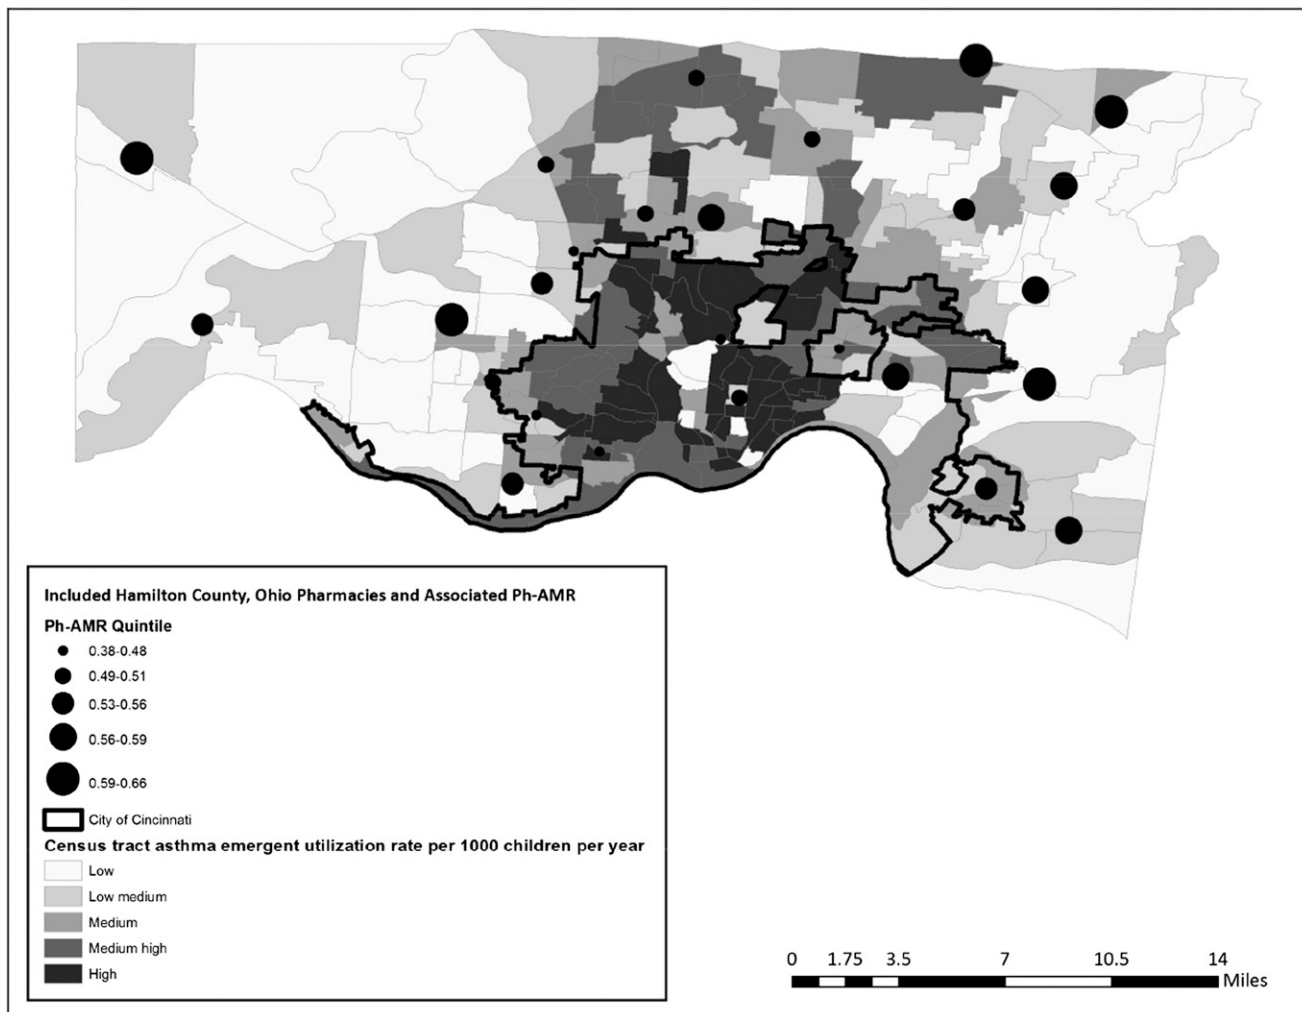 Included Hamilton County, Ohio Pharmacies and Associated Ph-AMR
Ph-AMR Quintile
0.38-0.48
0.49-0.51
0.53-0.56
0.56-0.59
0.59-0.66
City of Cincinnati
Census tract asthma emergent utilization rate per 1000 children per year
Low
Low medium
Medium
Medium high
High
0 1.75 3.5 7 10.5 14
Miles